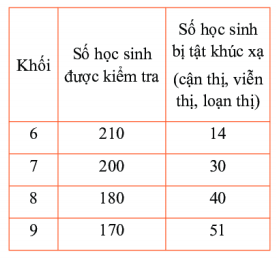 Khối
Số học sinh
được kiểm tra
Số học sinh
bị tật khúc xạ
(cận thị, viễn
thị, loạn thị)
6 210 14
7 200 30
8 180 40
9 170 51